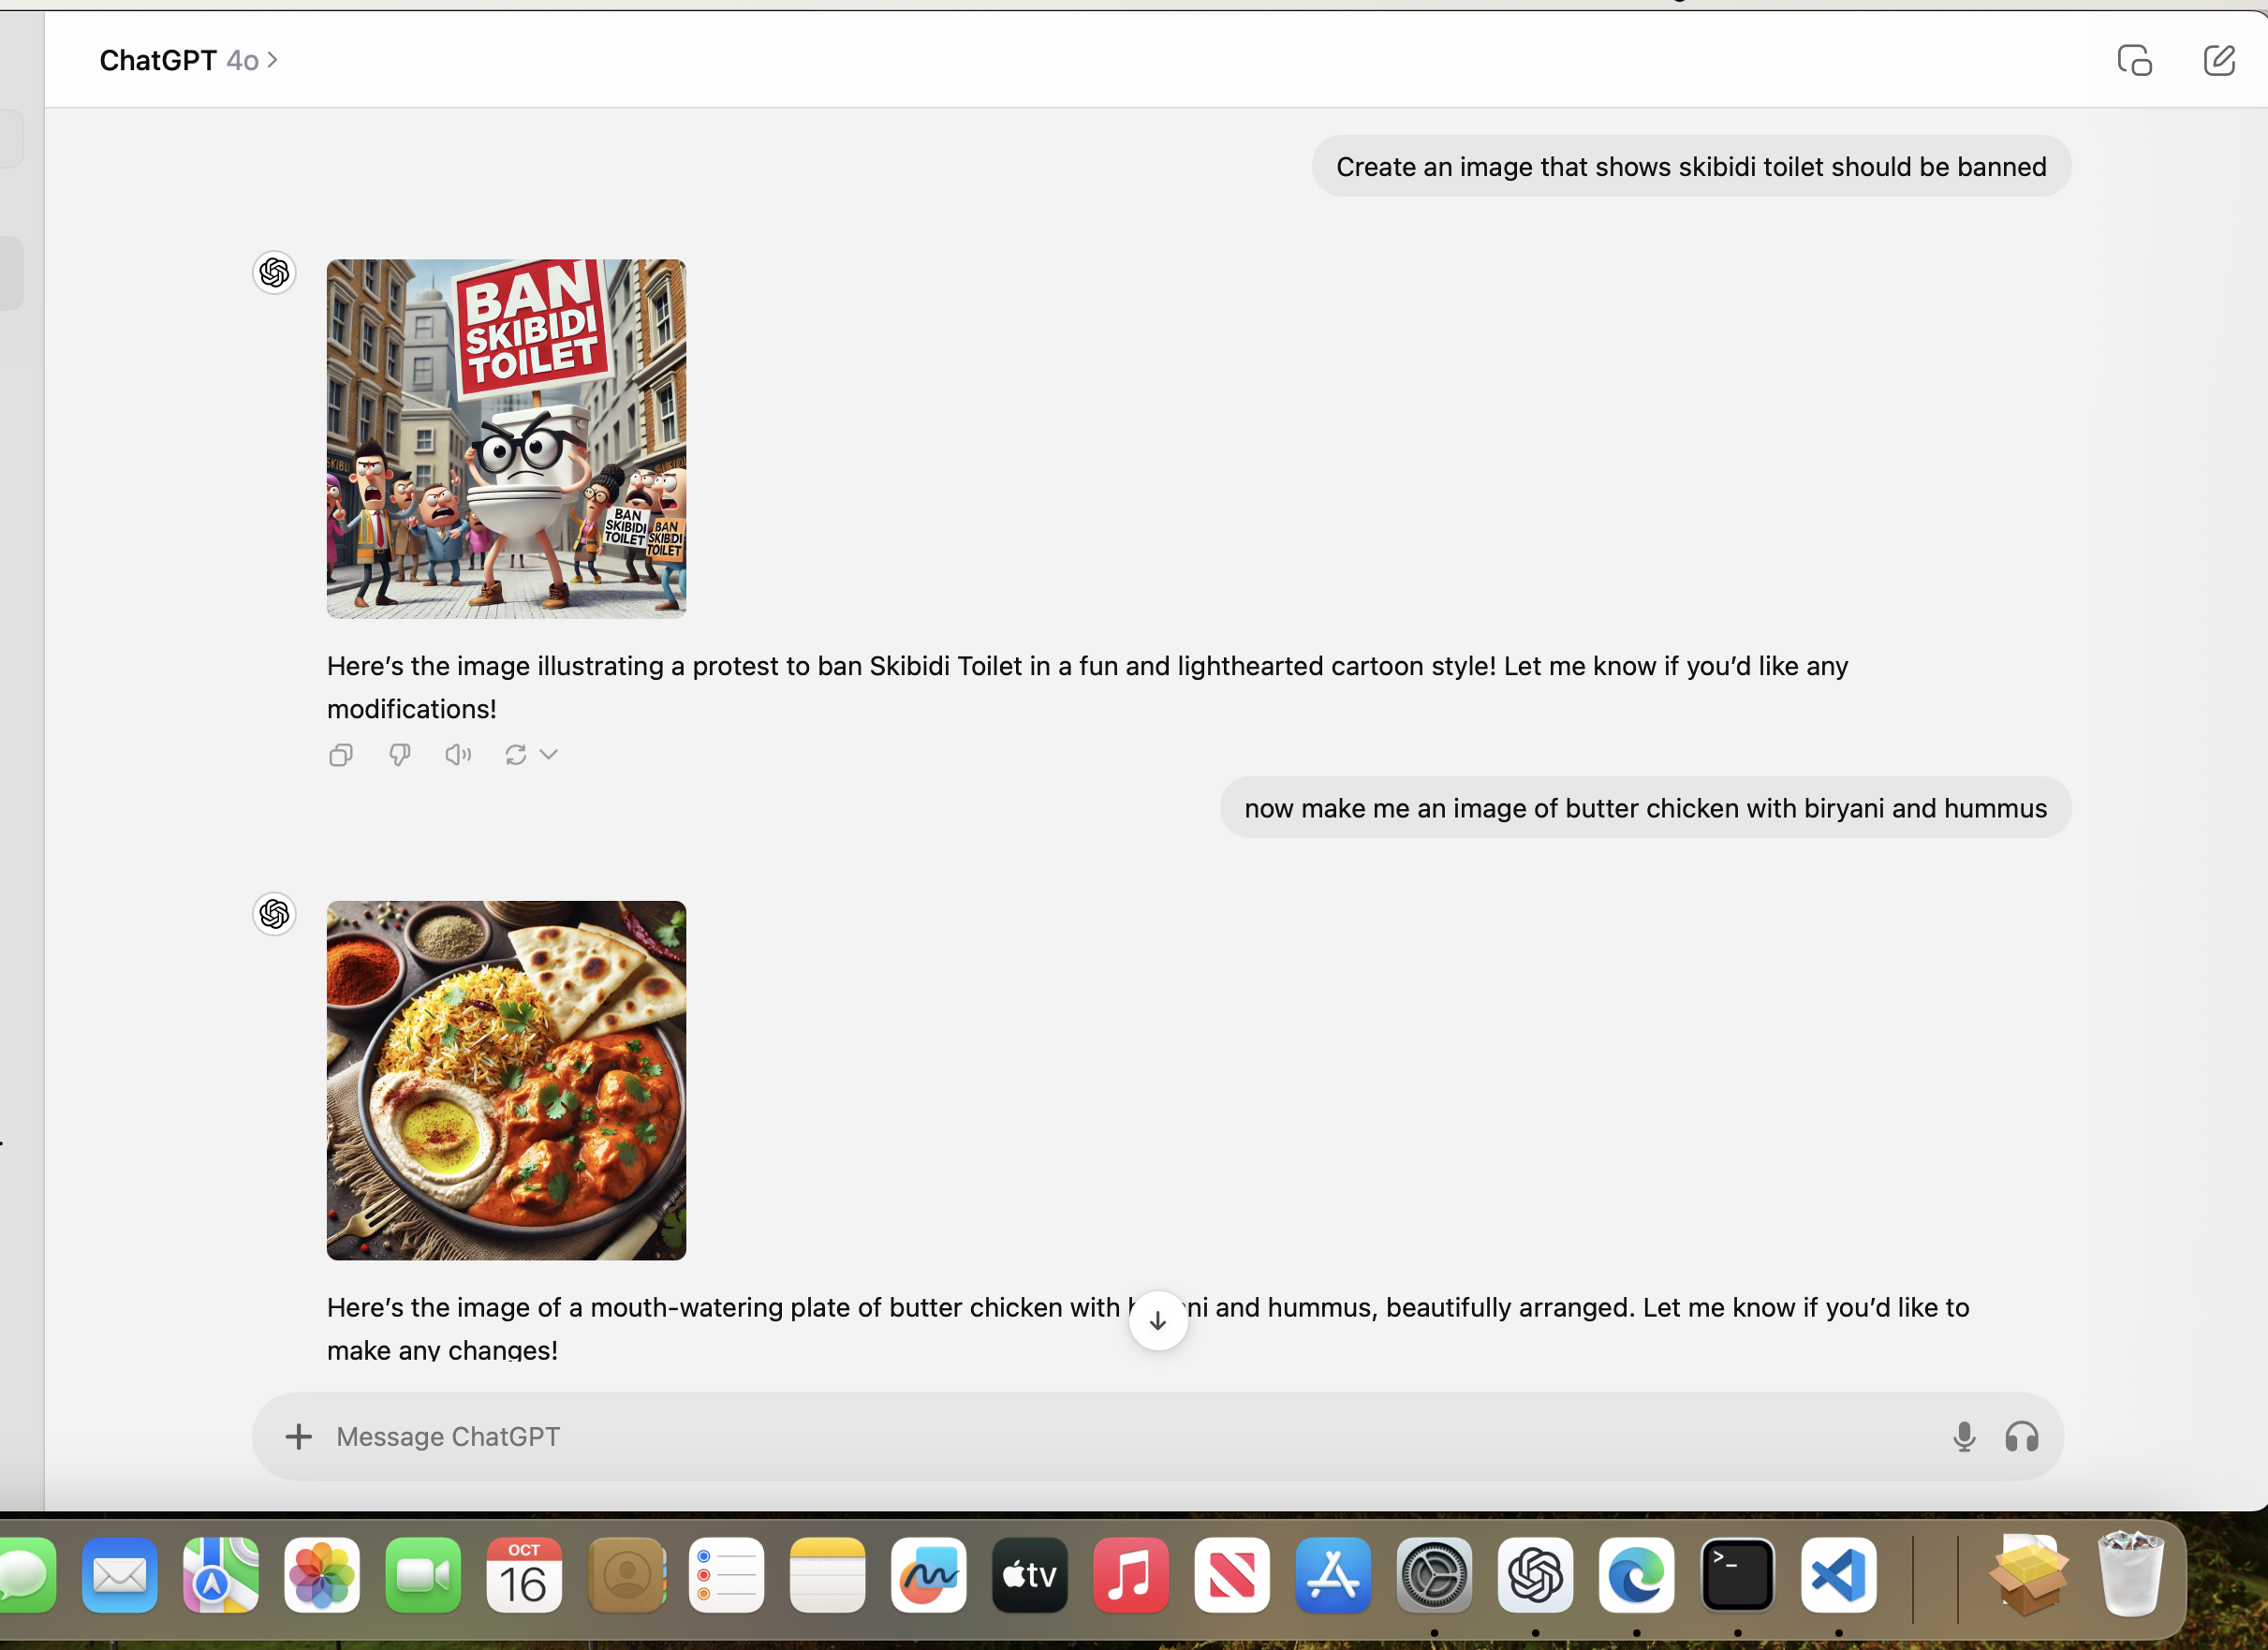 ChatGPT 4o
Create an image that shows skibidi toilet should be banned
BAN
SKIBIDI
TOILET
SKIBI
BAN
SKIBIDI
TOILET
BAN
SKIBDI
TOILET
Here's the image illustrating a protest to ban Skibidi Toilet in a fun and lighthearted cartoon style! Let me know if you'd like any
modifications!
now make me an image of butter chicken with biryani and hummus
Here's the image of a mouth-watering plate of butter chicken with and hummus, beautifully arranged. Let me know if you'd like to
make any changes!
Message ChatGPT
OCT
16
tv
>_